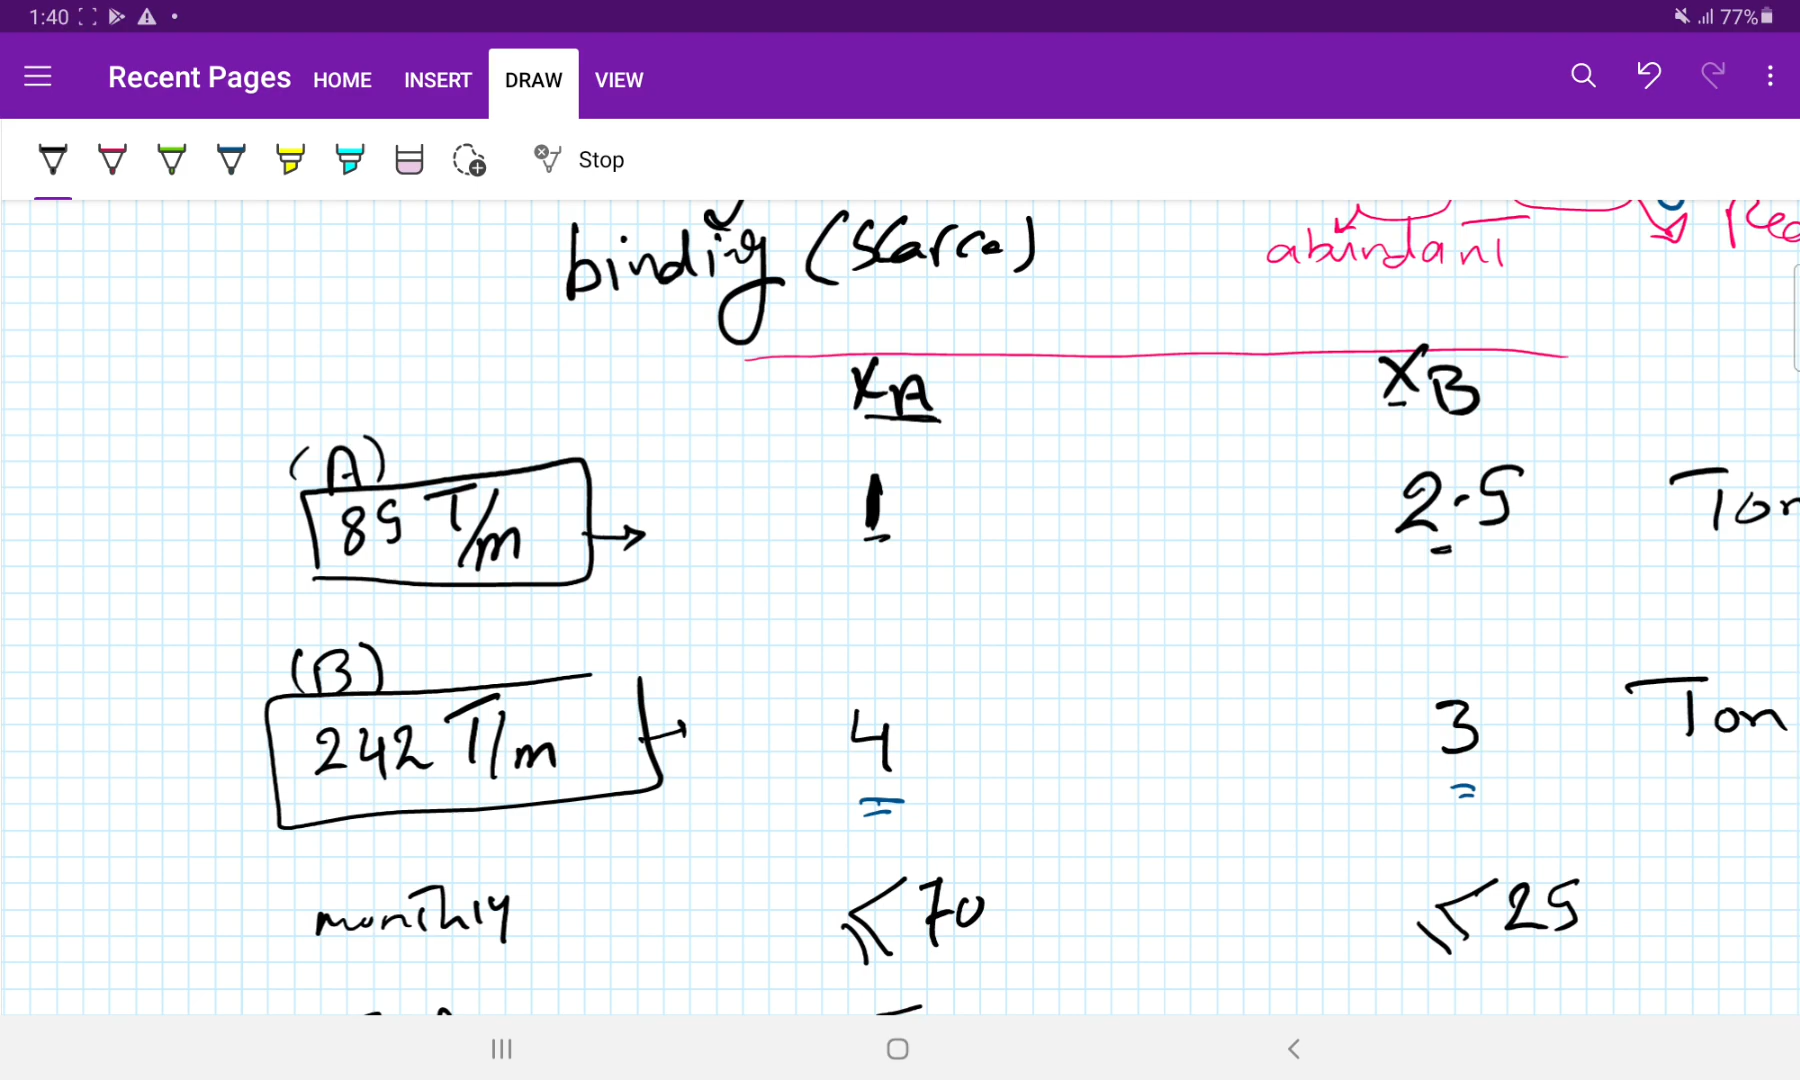 1:40
77%
Recent Pages HOME INSERT DRAW VIEW
Stop
binding (Scarce)
abundant
XA XB
(A)
85 T/m 1 2.5 Ton
(B)
242 T/m 4 3 Ton
monthly ≤ 70 ≤ 25